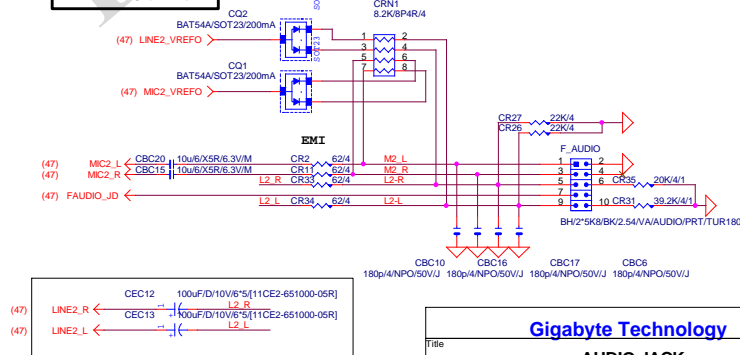 CRN1
8.2K/8P4R/4
CQ2
BAT54A/SOT23/200mA
SOT23
(47) LINE2_VREFO
1 2
3 4
5 6
7 8
CQ1
BAT54A/SOT23/200mA
(47) MIC2_VREFO
CR27 22K/4
CR26 22K/4
EMI
F_AUDIO
(47) MIC2_L CBC20 10u/6/X5R/6.3V/M CR2 62/4 M2_L 1 2
(47) MIC2_R CBC15 10u/6/X5R/6.3V/M CR11 62/4 M2_R 3 4
L2_R CR33 62/4 L2-R 5 6 CR35 20K/4/1
(47) FAUDIO_JD 7
L2_L CR34 62/4 L2-L 9 10 CR31 39.2K/4/1
BH/2*5K8/BK/2.54/VA/AUDIO/PRT/TUR180
CBC10 CBC16 CBC17 CBC6
180p/4/NPO/50V/J 180p/4/NPO/50V/J 180p/4/NPO/50V/J 180p/4/NPO/50V/J
CEC12 100uF/D/10V/6*5/[11CE2-651000-05R]
(47) LINE2_R 1 + L2_R
CEC13 100uF/D/10V/6*5/[11CE2-651000-05R]
(47) LINE2_L 1 + L2_L
Gigabyte Technology
Title
AUDIO JACK